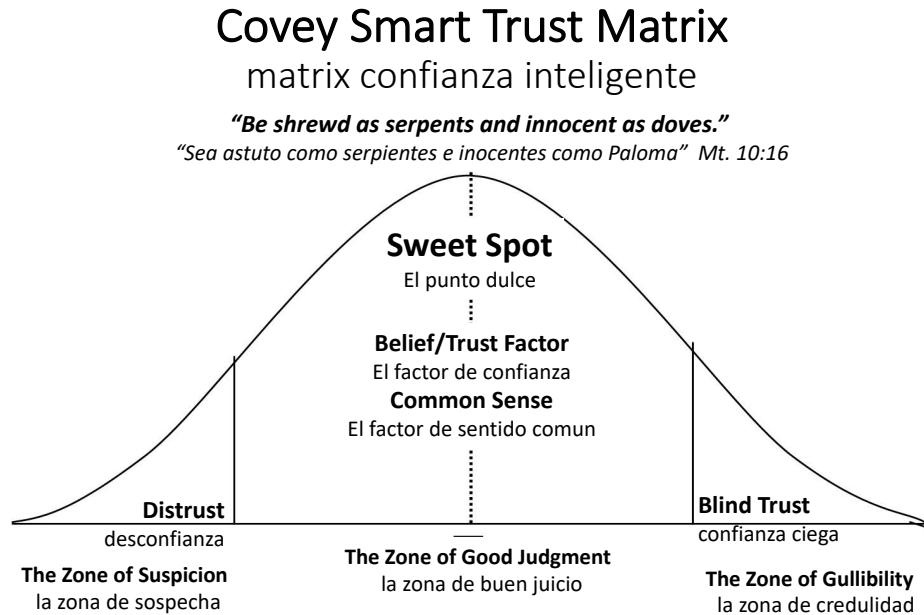 Covey Smart Trust Matrix
matrix confianza inteligente
“Be shrewd as serpents and innocent as doves.”
“Sea astuto como serpientes e inocentes como Paloma” Mt. 10:16
Sweet Spot
El punto dulce
Belief/Trust Factor
El factor de confianza
Common Sense
El factor de sentido comun
Distrust
desconfianza
The Zone of Suspicion
la zona de sospecha
The Zone of Good Judgment
la zona de buen juicio
Blind Trust
confianza ciega
The Zone of Gullibility
la zona de credulidad